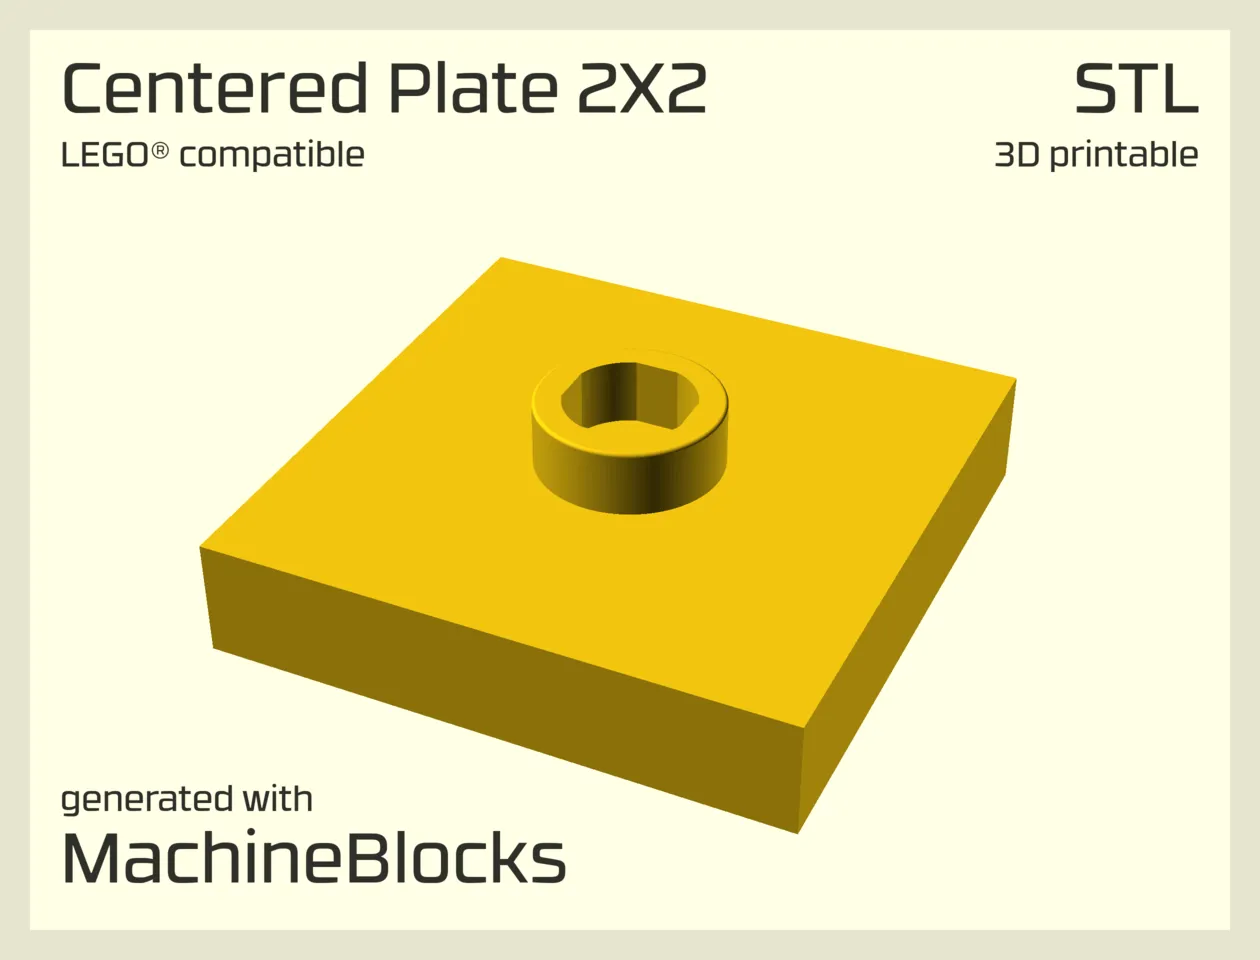 Centered Plate 2X2
LEGO® compatible
STL
3D printable
generated with
MachineBlocks